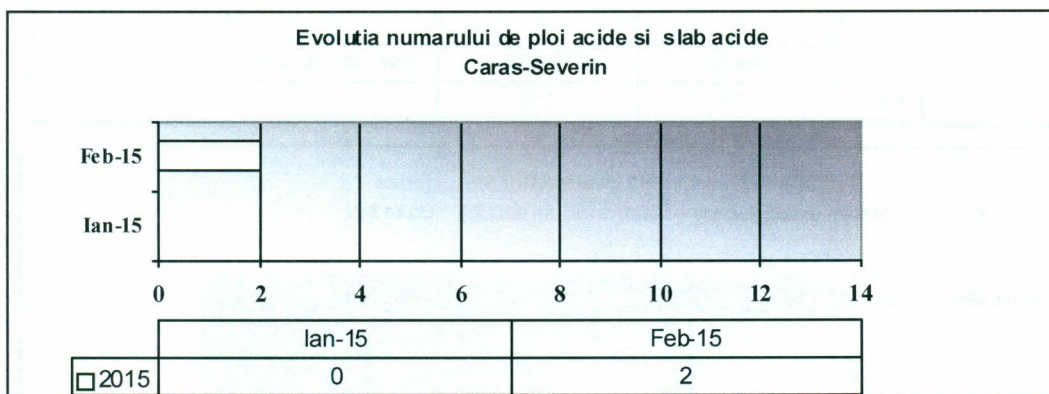 Evolutia numarului de ploi acide si slab acide
Caras-Severin
Feb-15
Ian-15
0 2 4 6 8 10 12 14
Ian-15 Feb-15
2015 0 2